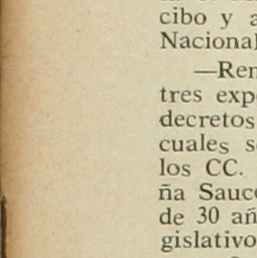 cibo y a
Nacional
—Ren
tres exp
decretos
cuales s
los CC.
ña Sauc
de 30 añ
gislativo